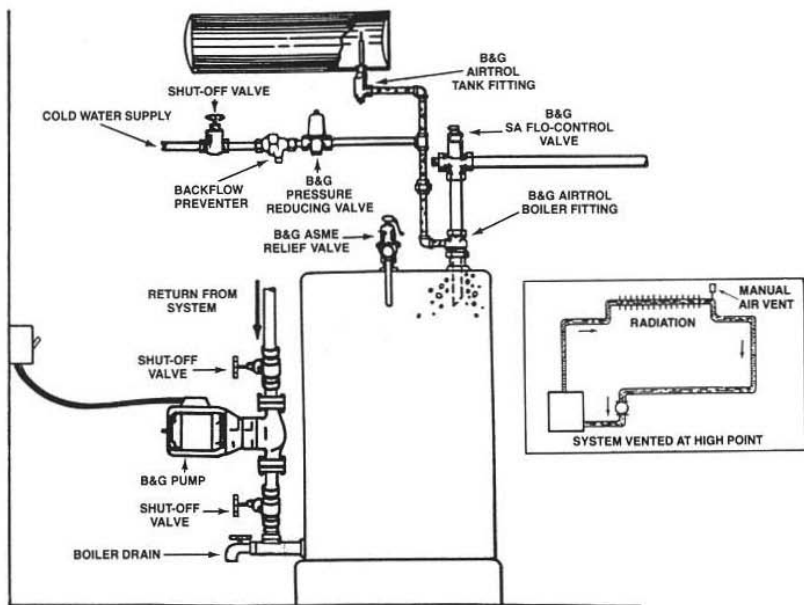 B&G
AIRTROL
TANK FITTING
SHUT-OFF VALVE
COLD WATER SUPPLY
B&G
SA FLO-CONTROL
VALVE
BACKFLOW
PREVENTER
B&G
PRESSURE
REDUCING VALVE
B&G AIRTROL
BOILER FITTING
B&G ASME
RELIEF VALVE
RETURN FROM
SYSTEM
SHUT-OFF
VALVE
B&G PUMP
SHUT-OFF
VALVE
BOILER DRAIN
MANUAL
AIR VENT
RADIATION
SYSTEM VENTED AT HIGH POINT